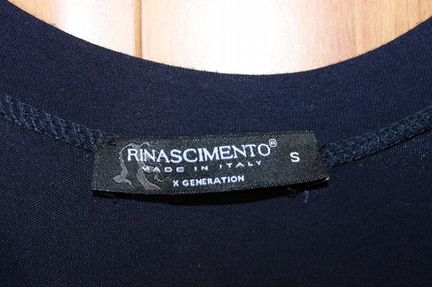 RINASCIMENTO®
MADE IN ITALY
S
X GENERATION